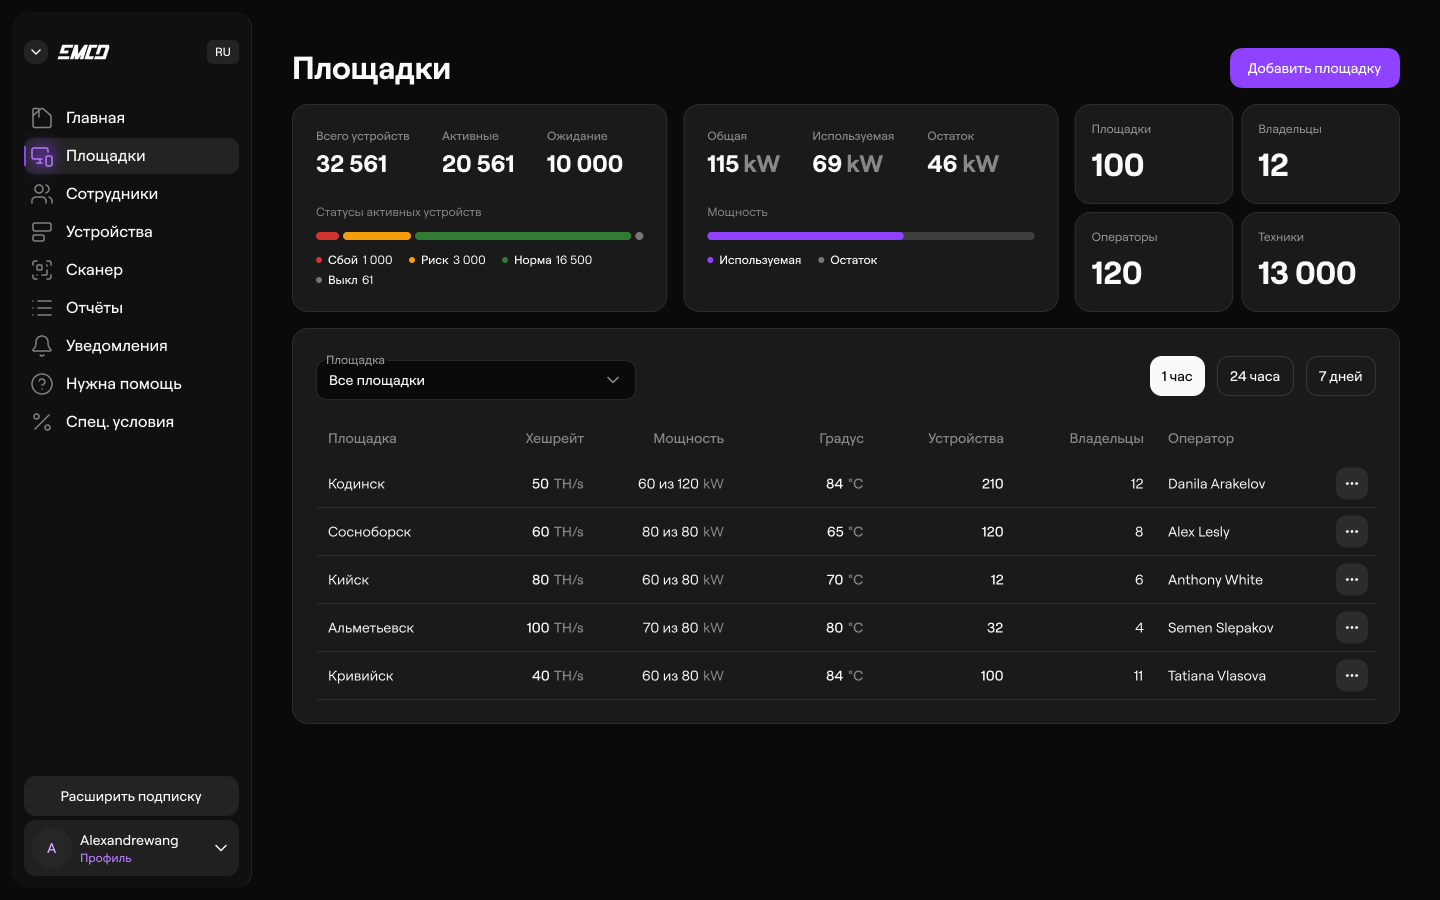 EMCD
RU
Главная
Площадки
Сотрудники
Устройства
Сканер
Отчёты
Уведомления
Нужна помощь
Спец. условия
Расширить подписку
A
Alexandrewang
Профиль
Площадки
Добавить площадку
Всего устройств Активные Ожидание
32 561 20 561 10 000
Статусы активных устройств
Сбой 1 000 Риск 3 000 Норма 16 500
Выкл 61
Общая Используемая Остаток
115 kW 69 kW 46 kW
Мощность
Используемая Остаток
Площадки
100
Владельцы
12
Операторы
120
Техники
13 000
Площадка
Все площадки
1 час 24 часа 7 дней
Площадка Хешрейт Мощность Градус Устройства Владельцы Оператор
Кодинск 50 TH/s 60 из 120 kW 84 °C 210 12 Danila Arakelov
Сосноборск 60 TH/s 80 из 80 kW 65 °C 120 8 Alex Lesly
Кийск 80 TH/s 60 из 80 kW 70 °C 12 6 Anthony White
Альметьевск 100 TH/s 70 из 80 kW 80 °C 32 4 Semen Slepakov
Кривийск 40 TH/s 60 из 80 kW 84 °C 100 11 Tatiana Vlasova